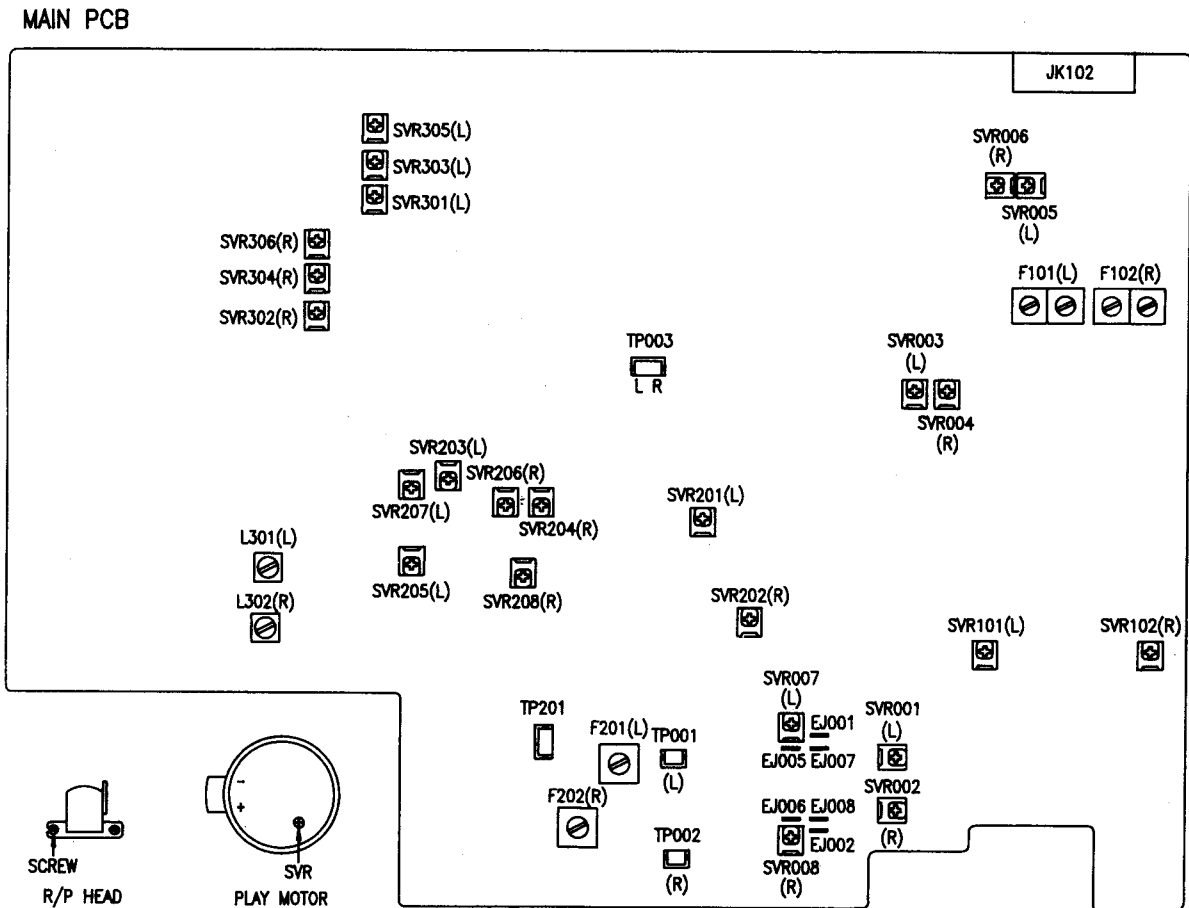 MAIN PCB
JK102
SVR305(L)
SVR303(L)
SVR301(L)
SVR306(R)
SVR304(R)
SVR302(R)
SVR006
(R)
SVR005
(L)
F101(L)
F102(R)
TP003
L R
SVR003
(L)
SVR004
(R)
SVR203(L)
SVR206(R)
SVR207(L)
SVR204(R)
SVR201(L)
L301(L)
SVR205(L)
SVR208(R)
L302(R)
SVR202(R)
SVR101(L)
SVR102(R)
SVR007
(L)
EJ001
EJ005 EJ007
SVR001
(L)
TP201
F201(L)
TP001
(L)
F202(R)
EJ006 EJ008
EJ002
SVR002
(R)
TP002
(R)
SVR008
(R)
SCREW
R/P HEAD
-
+
SVR
PLAY MOTOR